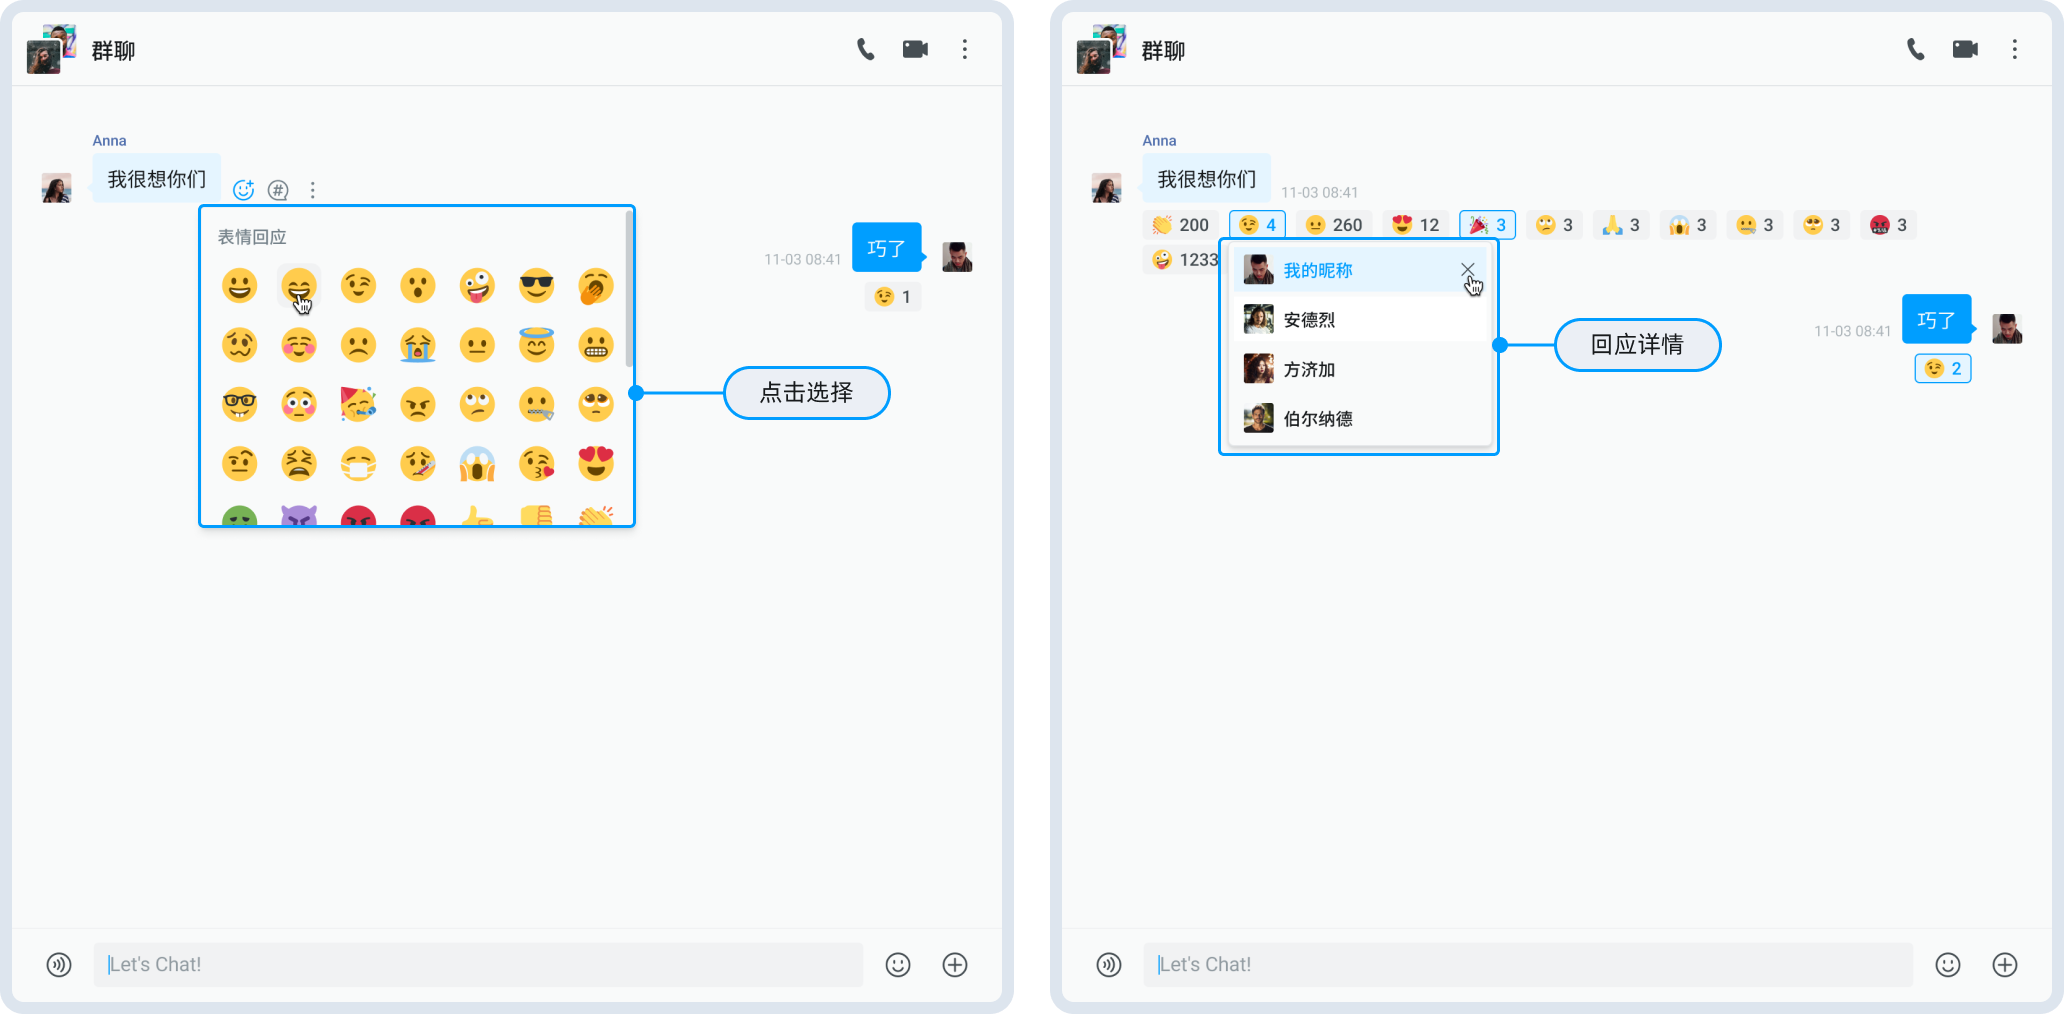 群聊
Anna
我很想你们
表情回应
巧了
11-03 08:41
1
点击选择
Let's Chat!
群聊
Anna
我很想你们
11-03 08:41
200 4 260 12 3 3 3 3 3 3 3
1233
我的昵称
安德烈
方济加
伯尔纳德
回应详情
巧了
11-03 08:41
2
Let's Chat!